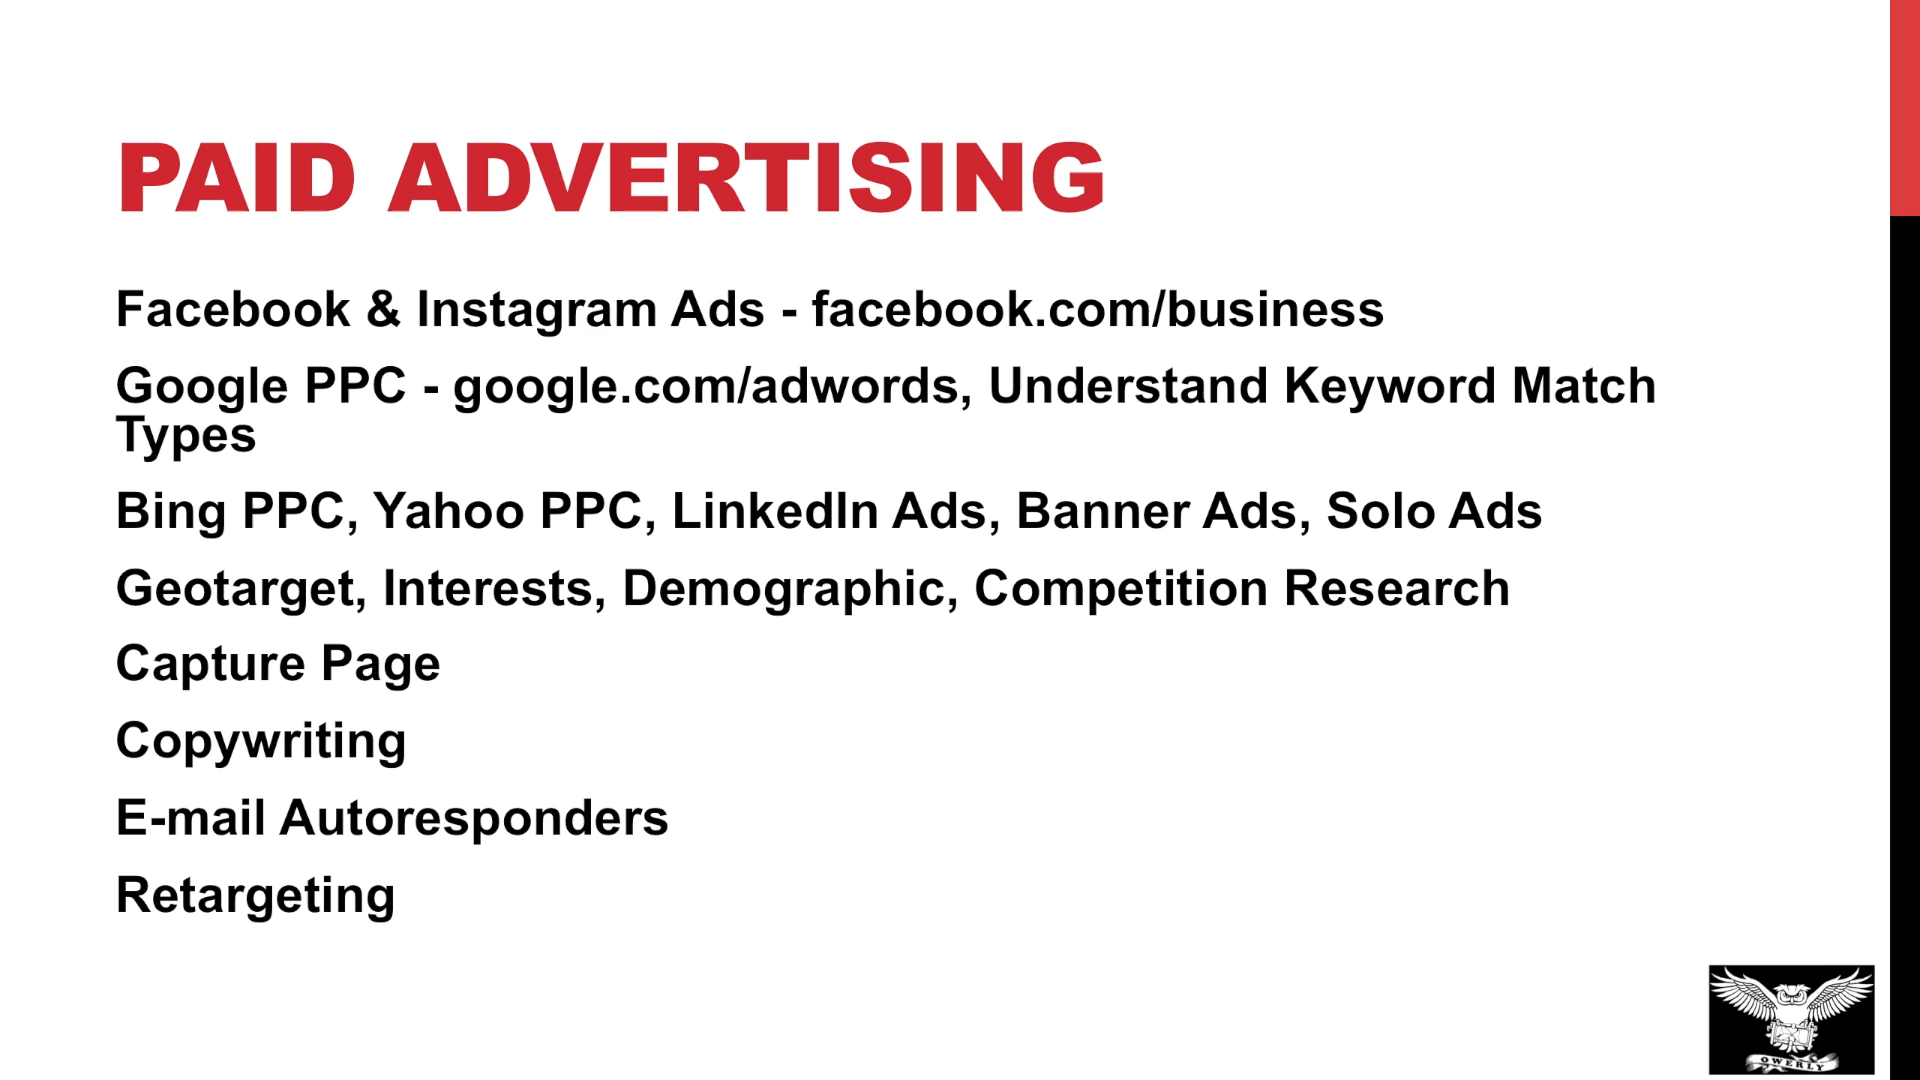 PAID ADVERTISING
Facebook & Instagram Ads - facebook.com/business
Google PPC - google.com/adwords, Understand Keyword Match
Types
Bing PPC, Yahoo PPC, LinkedIn Ads, Banner Ads, Solo Ads
Geotarget, Interests, Demographic, Competition Research
Capture Page
Copywriting
E-mail Autoresponders
Retargeting
OWERLY